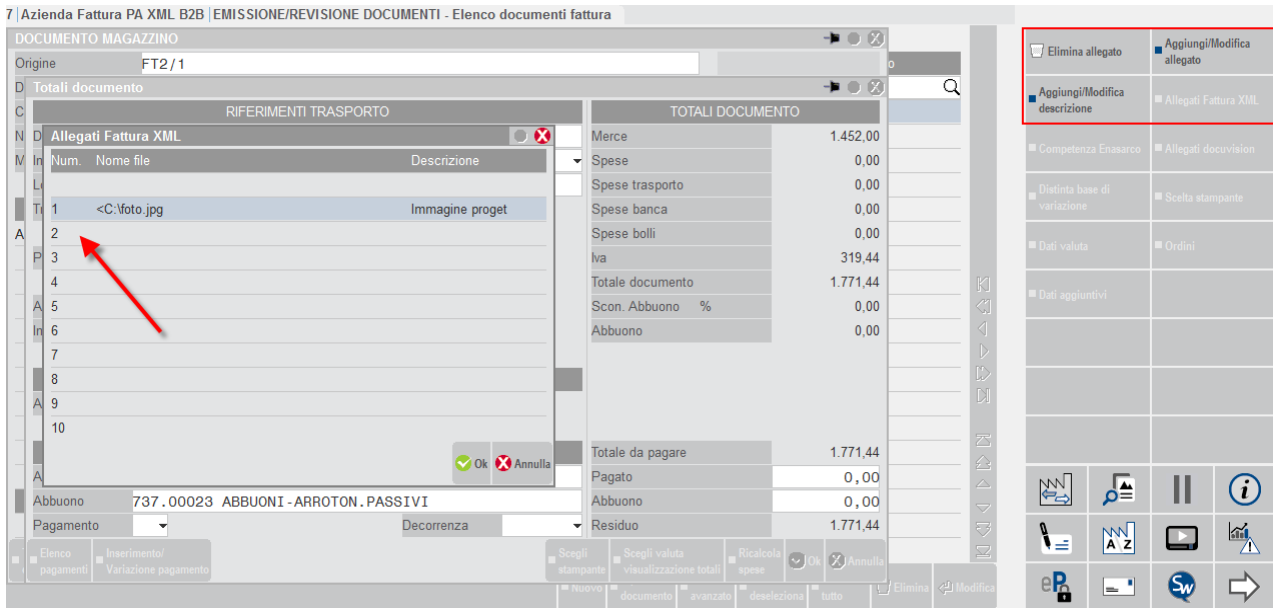 7 | Azienda Fattura PA XML B2B | EMISSIONE/REVISIONE DOCUMENTI - Elenco documenti fattura
DOCUMENTO MAGAZZINO
Origine FT2/1
Totali documento
RIFERIMENTI TRASPORTO
TOTALI DOCUMENTO
Allegati Fattura XML
Num. Nome file Descrizione
1 <C:\foto.jpg Immagine proget
2
3
4
5
6
7
8
9
10
Ok Annulla
Merce 1.452,00
Spese 0,00
Spese trasporto 0,00
Spese banca 0,00
Spese bolli 0,00
Iva 319,44
Totale documento 1.771,44
Scon. Abbuono % 0,00
Abbuono 0,00
Totale da pagare 1.771,44
Pagato 0,00
Abbuono 737.00023 ABBUONI-ARROTON.PASSIVI
Abbuono 0,00
Pagamento Decorrenza
Residuo 1.771,44
Elenco pagamenti
Inserimento/ Variazione pagamento
Scegli stampante
Scegli valuta visualizzazione totali
Ricalcola spese
Ok Annulla
Nuovo documento avanzato deseleziona tutto Elimina Modifica
Elimina allegato
Aggiungi/Modifica allegato
Aggiungi/Modifica descrizione
Allegati Fattura XML
Competenza Enasarco
Allegati docuvision
Distinta base di variazione
Scelta stampante
Dati valuta
Ordini
Dati aggiuntivi
A Z
i
eP
Sw